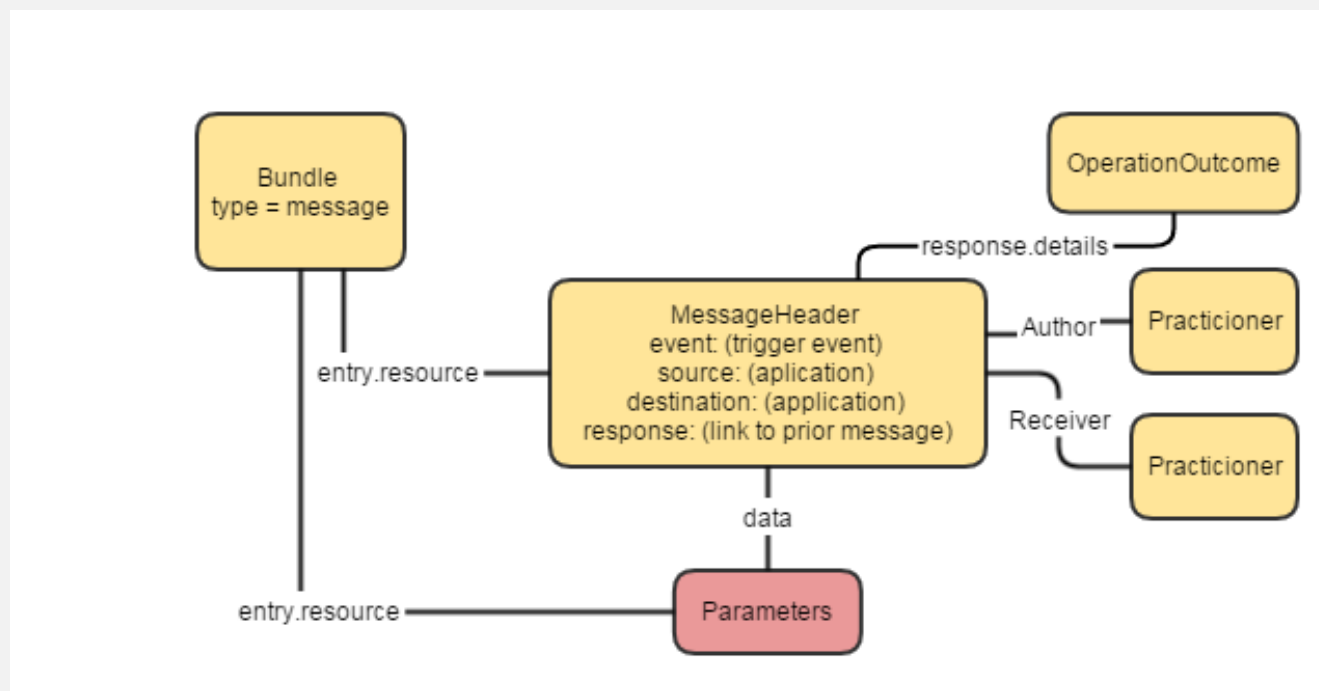 Bundle
type = message
OperationOutcome
response.details
MessageHeader
event: (trigger event)
source: (aplication)
destination: (application)
response: (link to prior message)
Author
Practicioner
entry.resource
Receiver
Practicioner
data
entry.resource
Parameters